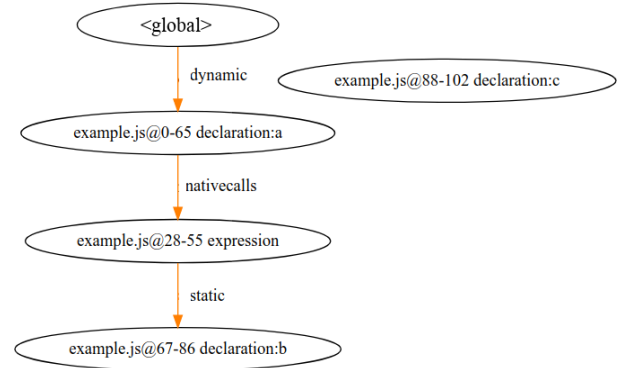 <global>
dynamic
example.js@88-102 declaration:c
example.js@0-65 declaration:a
nativecalls
example.js@28-55 expression
static
example.js@67-86 declaration:b